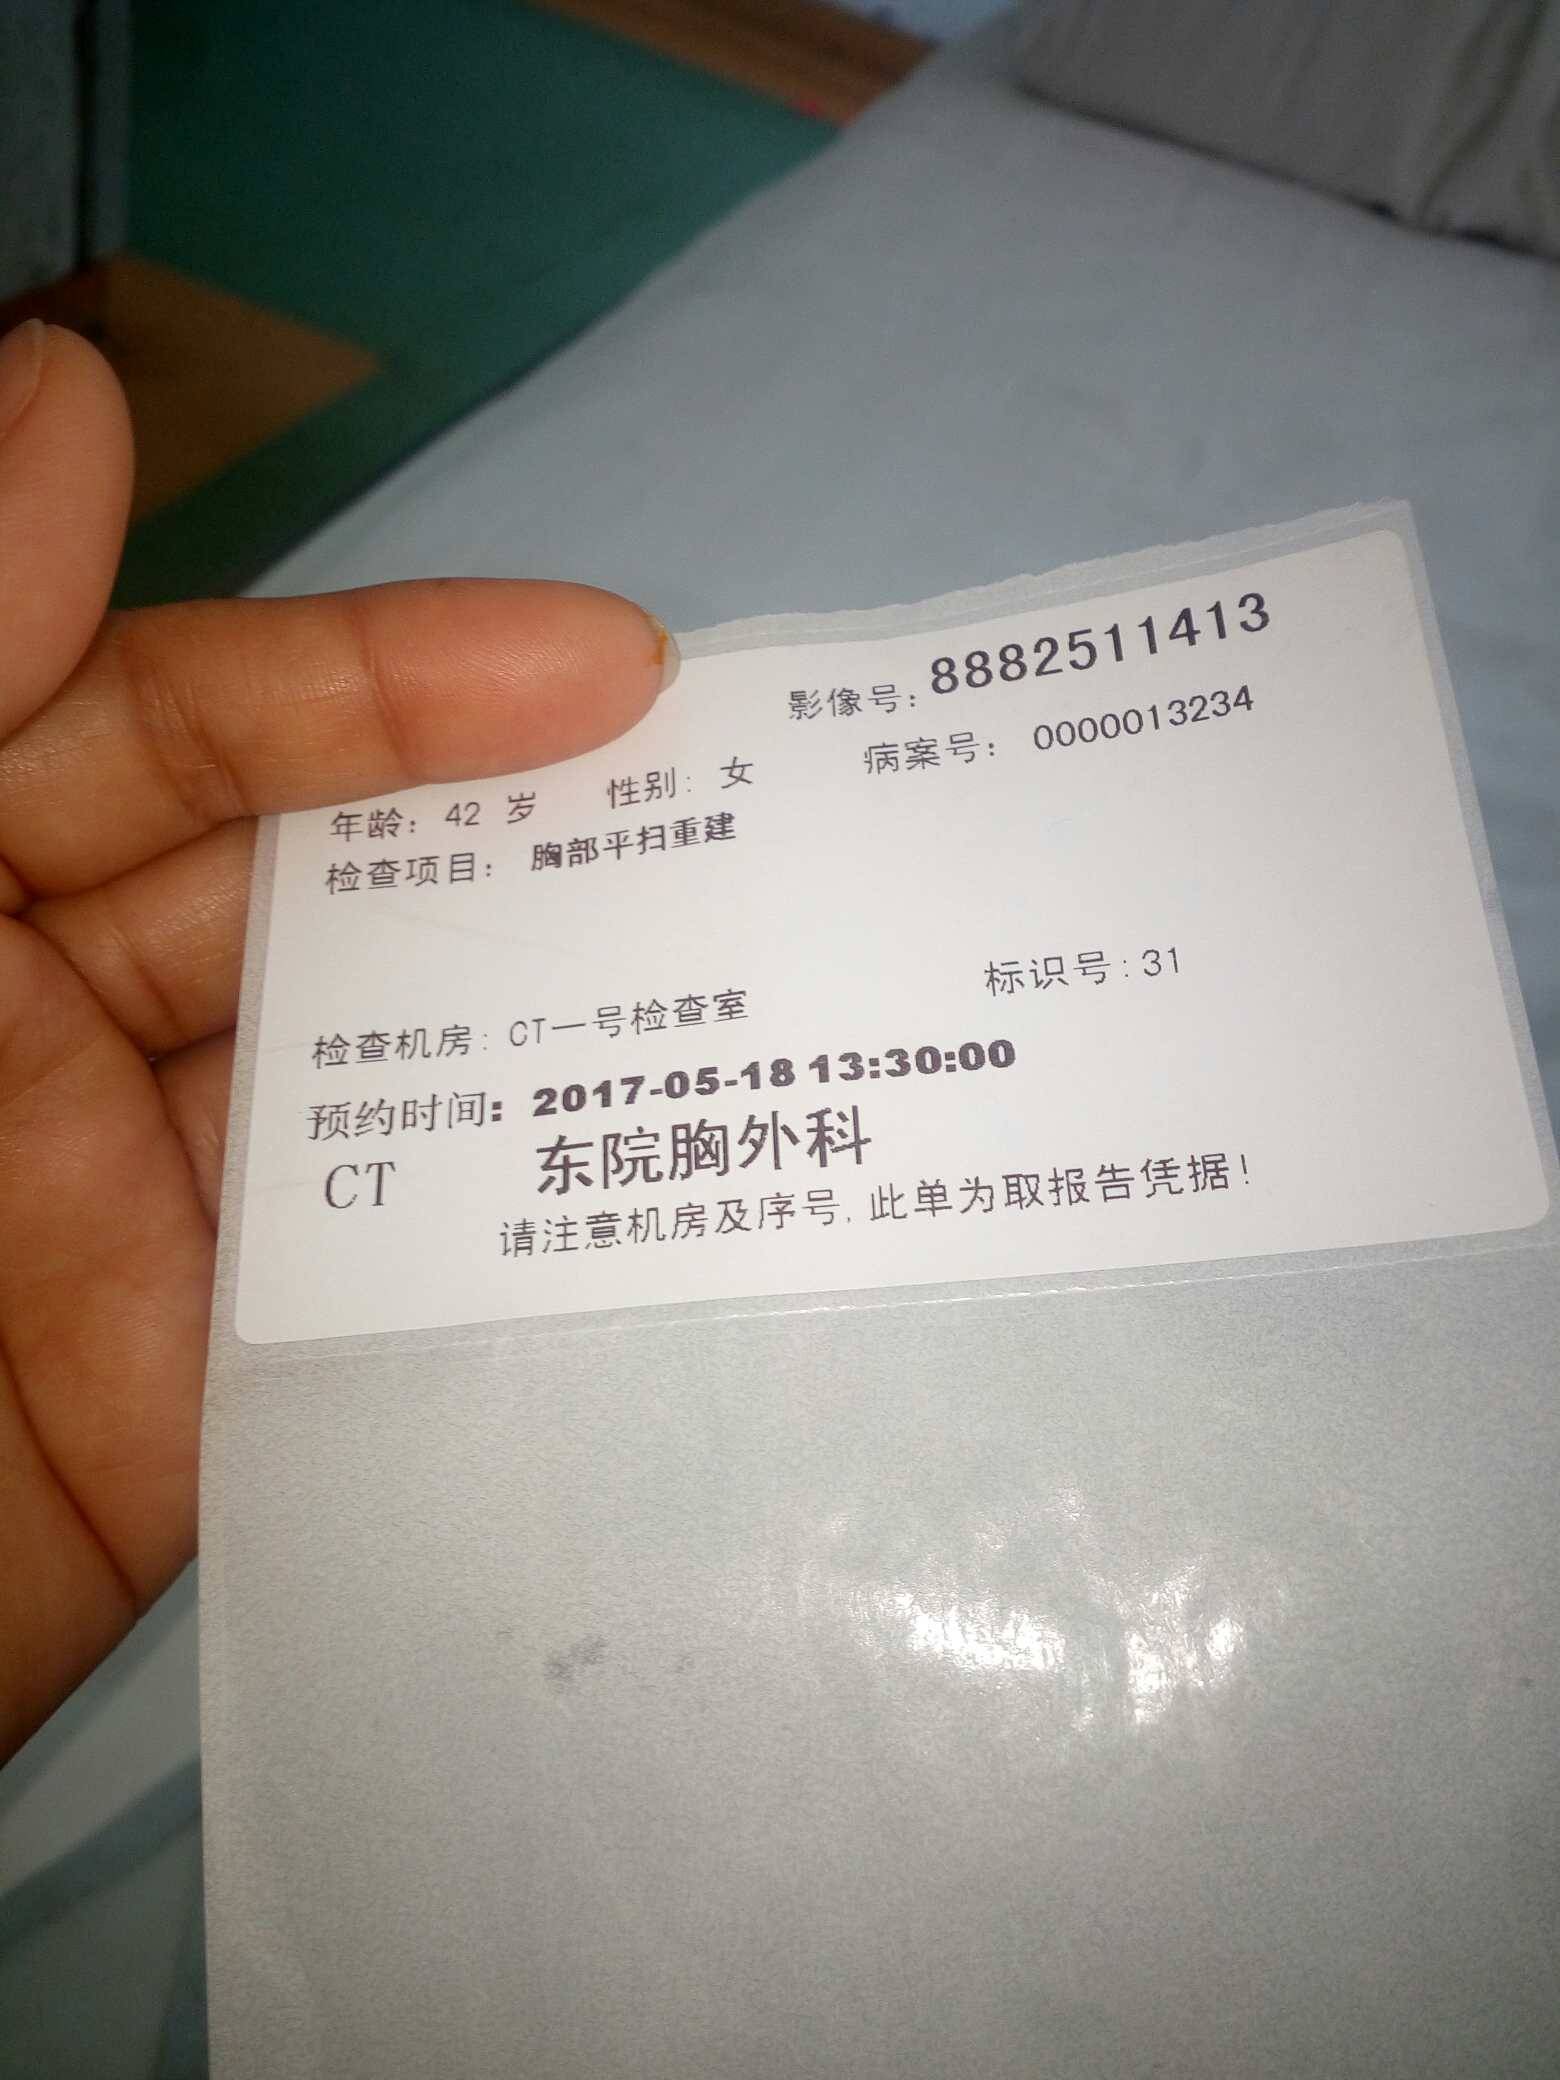 影像号: 8882511413
年龄: 42 岁 性别: 女 病案号: 0000013234
检查项目: 胸部平扫重建
标识号:31
检查机房: CT一号检查室
预约时间: 2017-05-18 13:30:00
CT 东院胸外科
请注意机房及序号, 此单为取报告凭据!